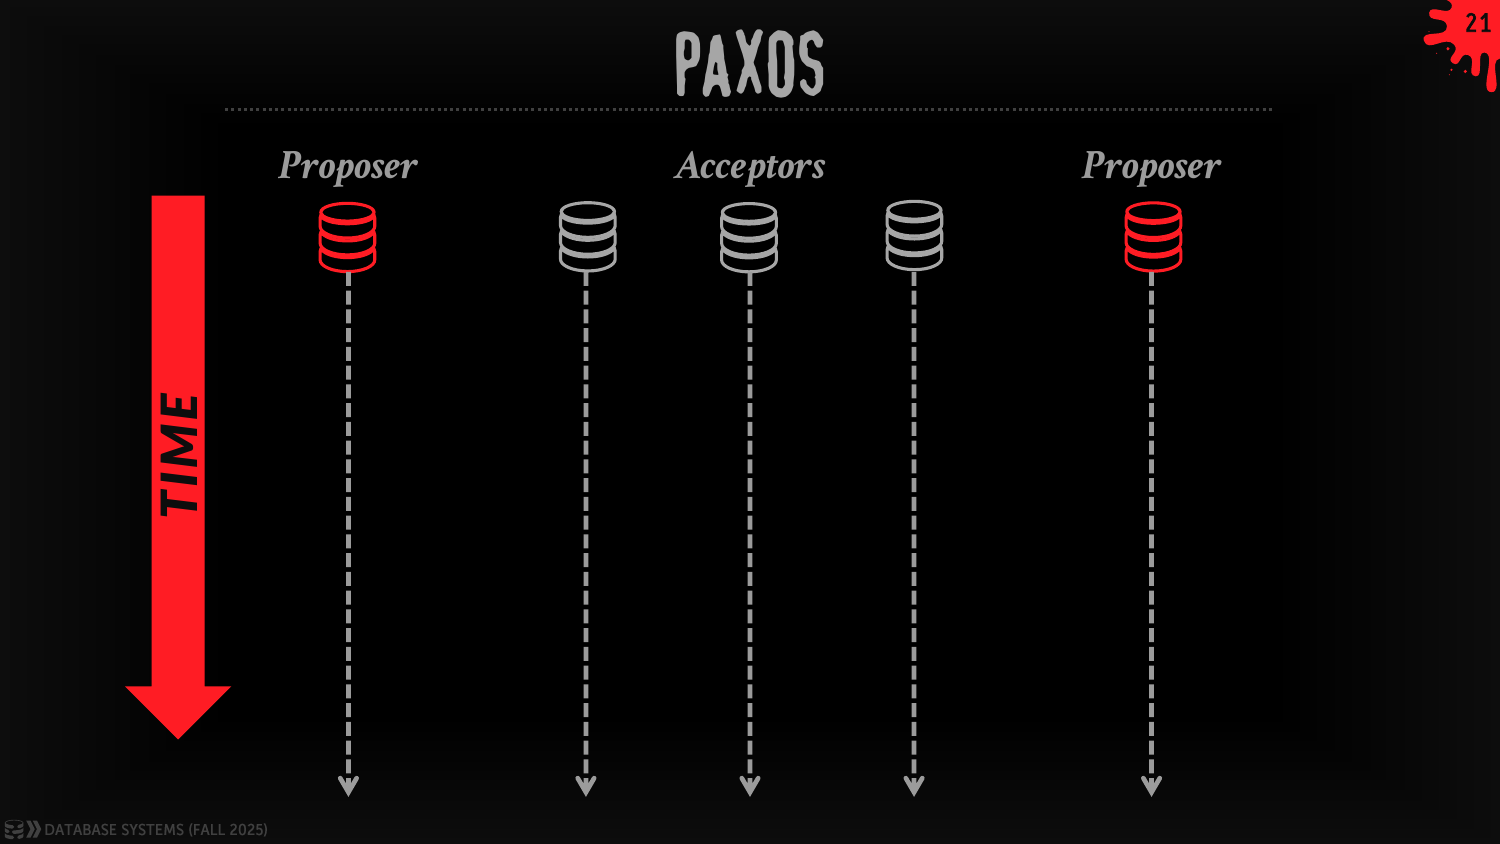 21
PAXOS
Proposer
Acceptors
Proposer
TIME
DATABASE SYSTEMS (FALL 2025)